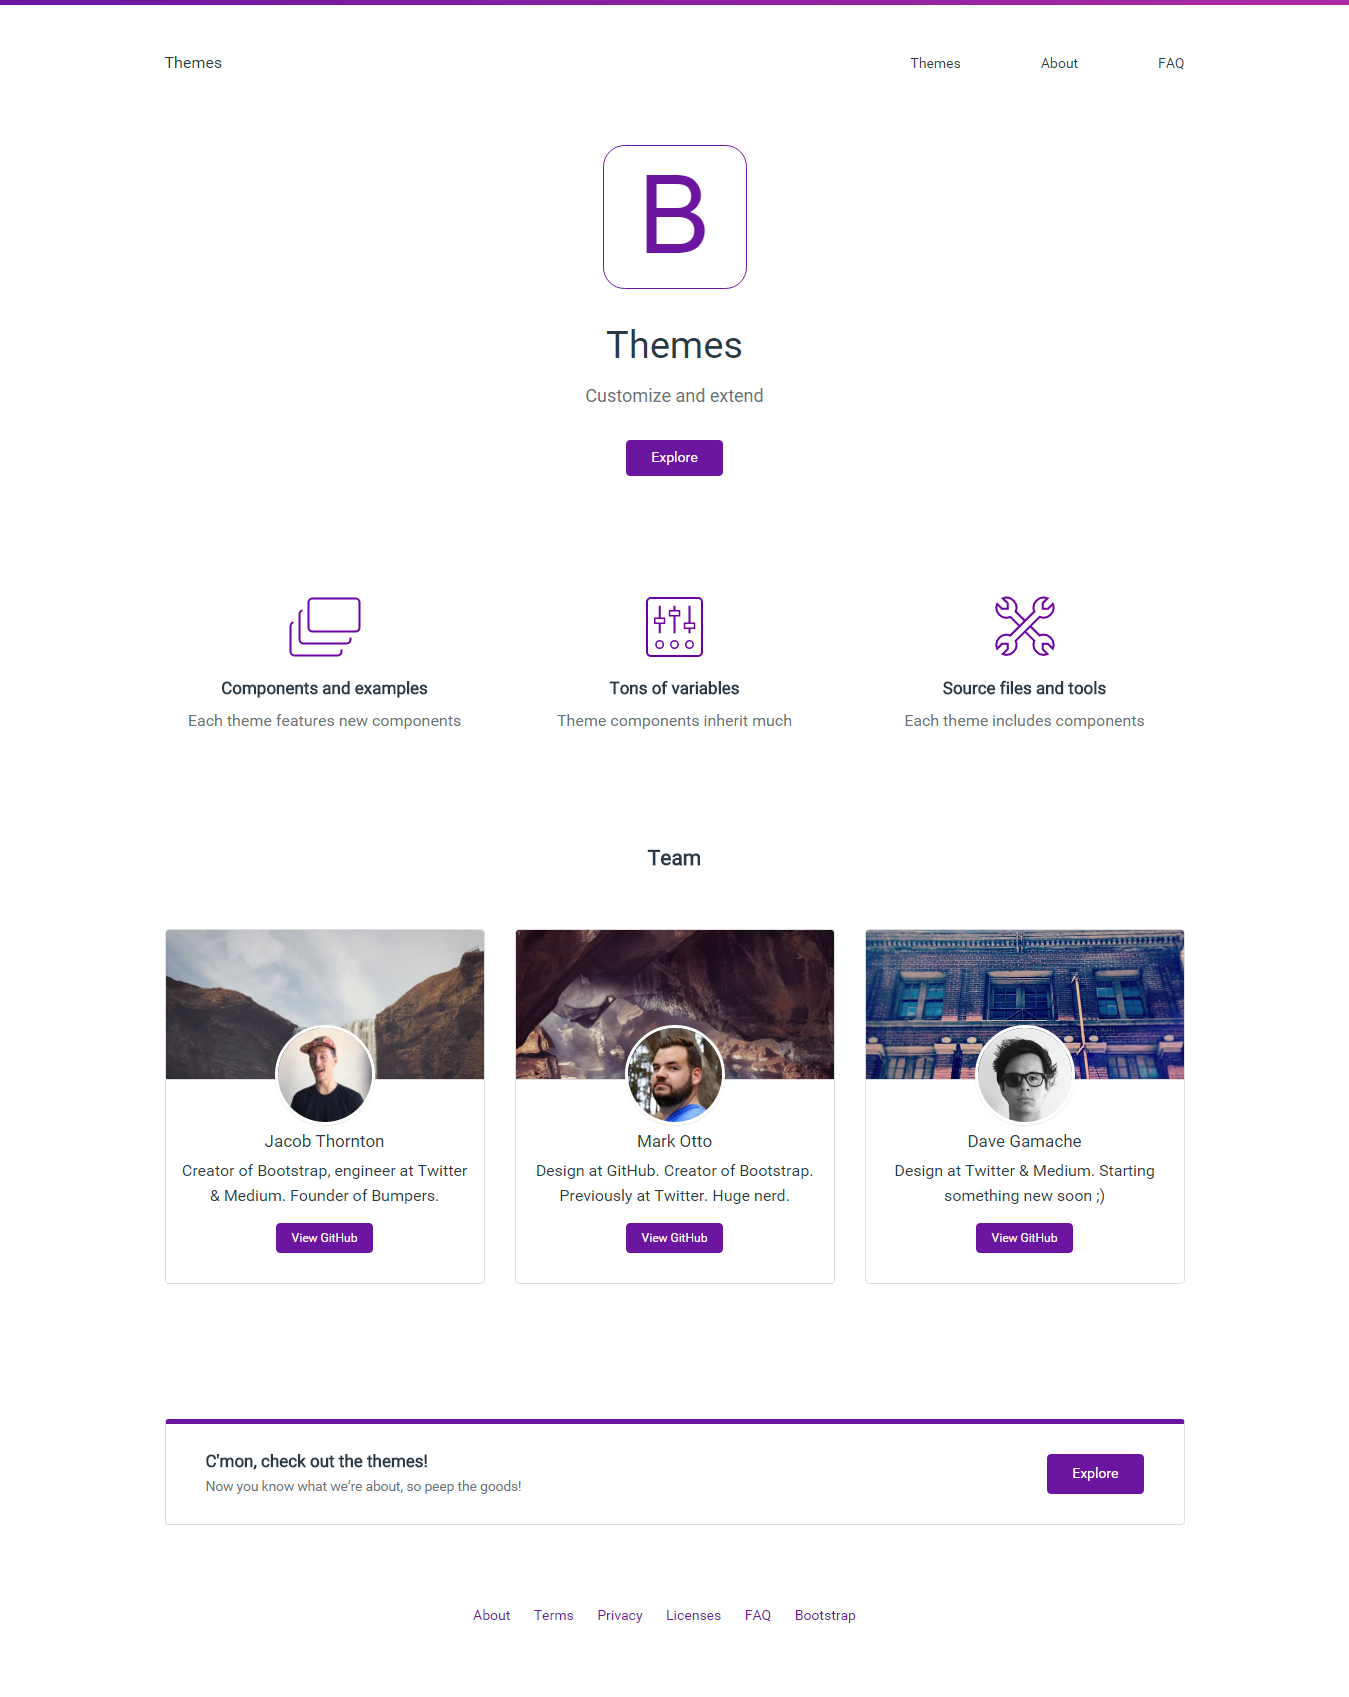 Themes
Themes
About
FAQ
B
Themes
Customize and extend
Explore
Components and examples
Each theme features new components
Tons of variables
Theme components inherit much
Source files and tools
Each theme includes components
Team
Jacob Thornton
Creator of Bootstrap, engineer at Twitter
& Medium. Founder of Bumpers.
View GitHub
Mark Otto
Design at GitHub. Creator of Bootstrap.
Previously at Twitter. Huge nerd.
View GitHub
Dave Gamache
Design at Twitter & Medium. Starting
something new soon ;)
View GitHub
C'mon, check out the themes!
Now you know what we’re about, so peep the goods!
Explore
About
Terms
Privacy
Licenses
FAQ
Bootstrap